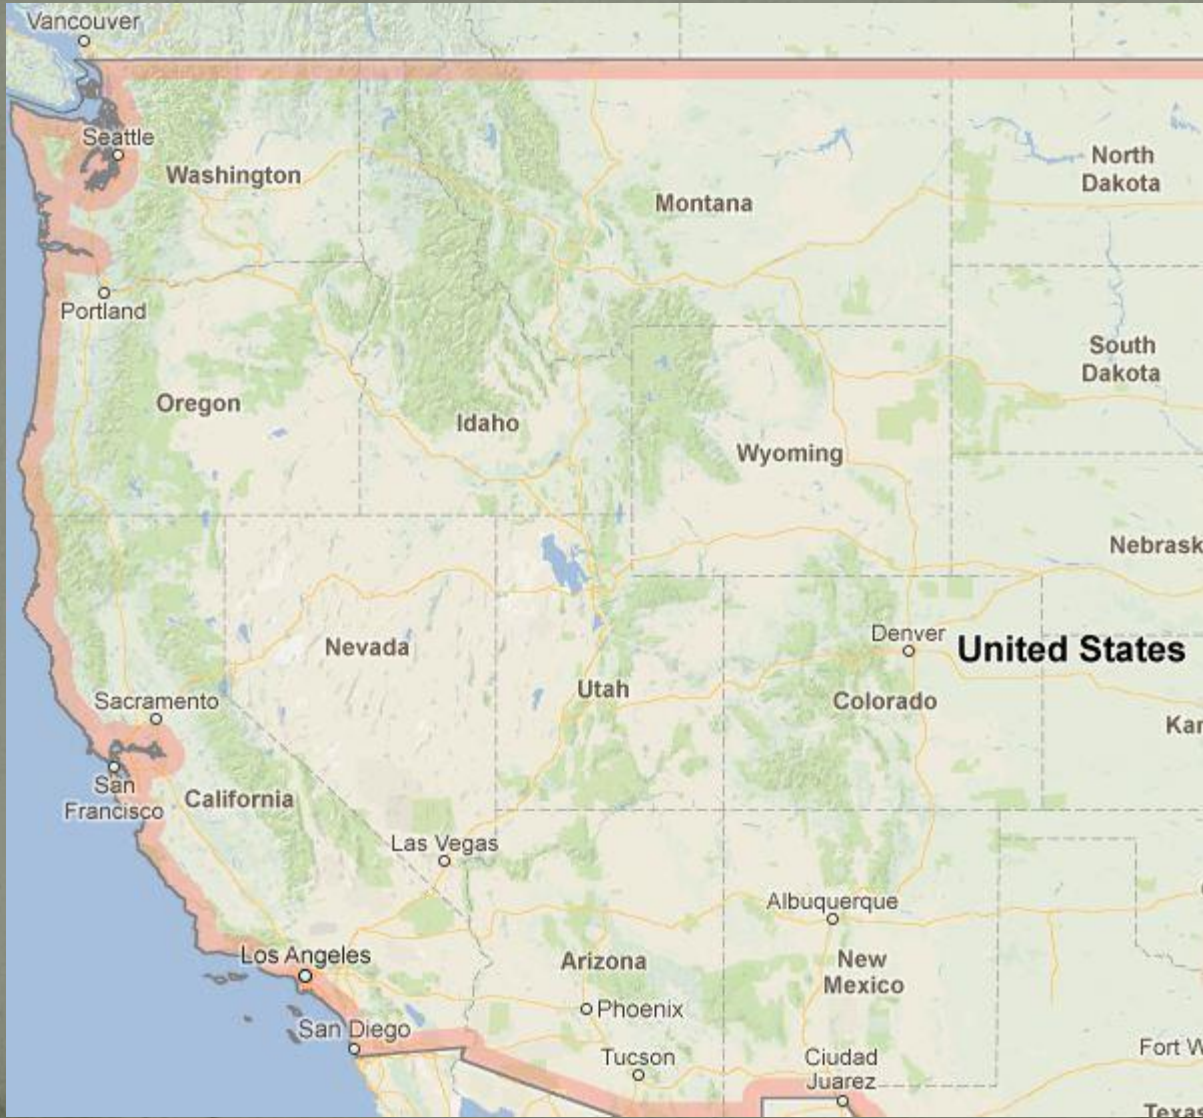 Vancouver
Seattle
Washington
North
Dakota
Montana
Portland
South
Dakota
Oregon
Idaho
Wyoming
Nebrask
Denver
United States
Nevada
Utah
Colorado
Sacramento
Kan
San
Francisco
California
Las Vegas
Albuquerque
Los Angeles
Arizona
New
Mexico
Phoenix
San Diego
Tucson
Ciudad
Juarez
Fort W
Texas